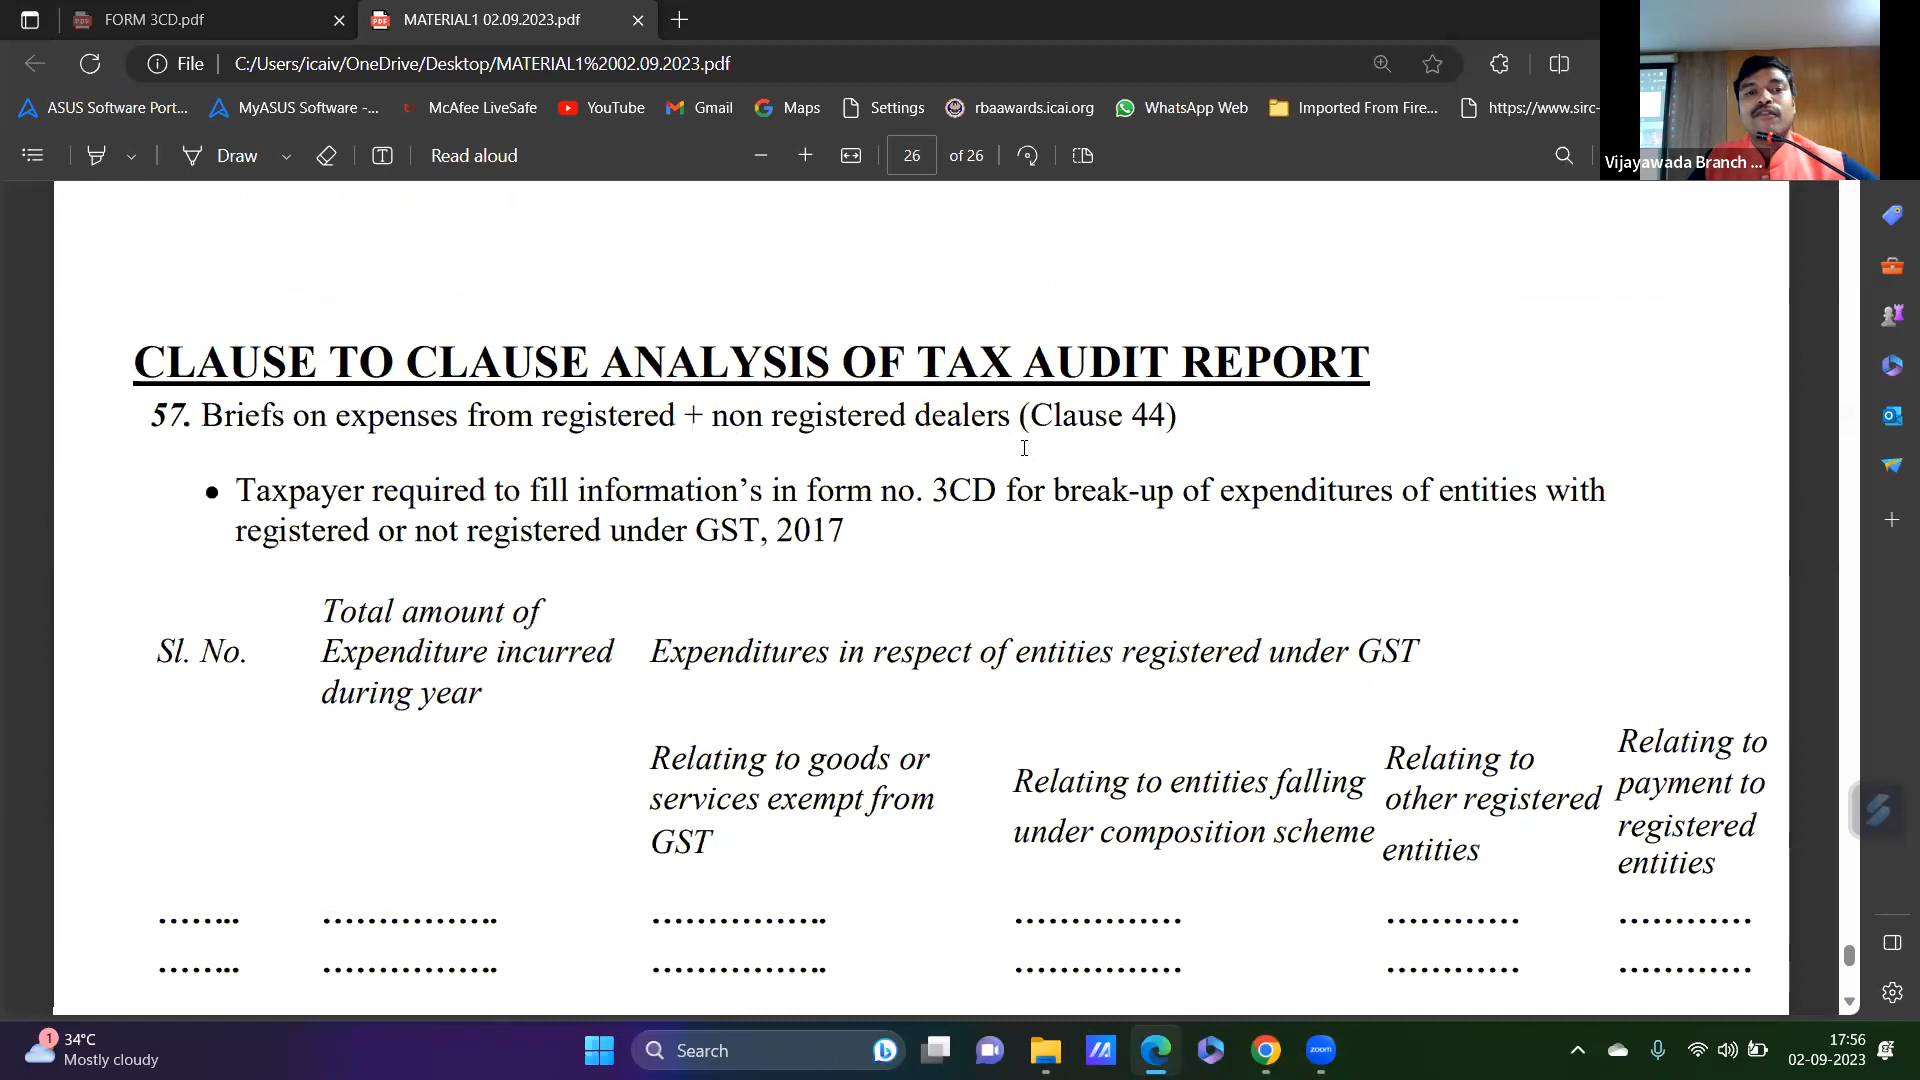 FORM 3CD.pdf
MATERIAL1 02.09.2023.pdf
File
C:/Users/icaiv/OneDrive/Desktop/MATERIAL1%2002.09.2023.pdf
ASUS Software Port...
MyASUS Software -...
McAfee LiveSafe
YouTube
Gmail
Maps
Settings
rbaawards.icai.org
WhatsApp Web
Imported From Fire...
https://www.sirc-
Draw
Read aloud
26
of 26
Vijayawada Branch ...
CLAUSE TO CLAUSE ANALYSIS OF TAX AUDIT REPORT
57. Briefs on expenses from registered + non registered dealers (Clause 44)
• Taxpayer required to fill information’s in form no. 3CD for break-up of expenditures of entities with
registered or not registered under GST, 2017
Sl. No.
Total amount of
Expenditure incurred
during year
Expenditures in respect of entities registered under GST
Relating to goods or
services exempt from
GST
Relating to entities falling
under composition scheme
Relating to
other registered
entities
Relating to
payment to
registered
entities
…….. ……………. ……………. …………… ………… …………
…….. ……………. ……………. …………… ………… …………
1
34°C
Mostly cloudy
Search
zoom
17:56
02-09-2023